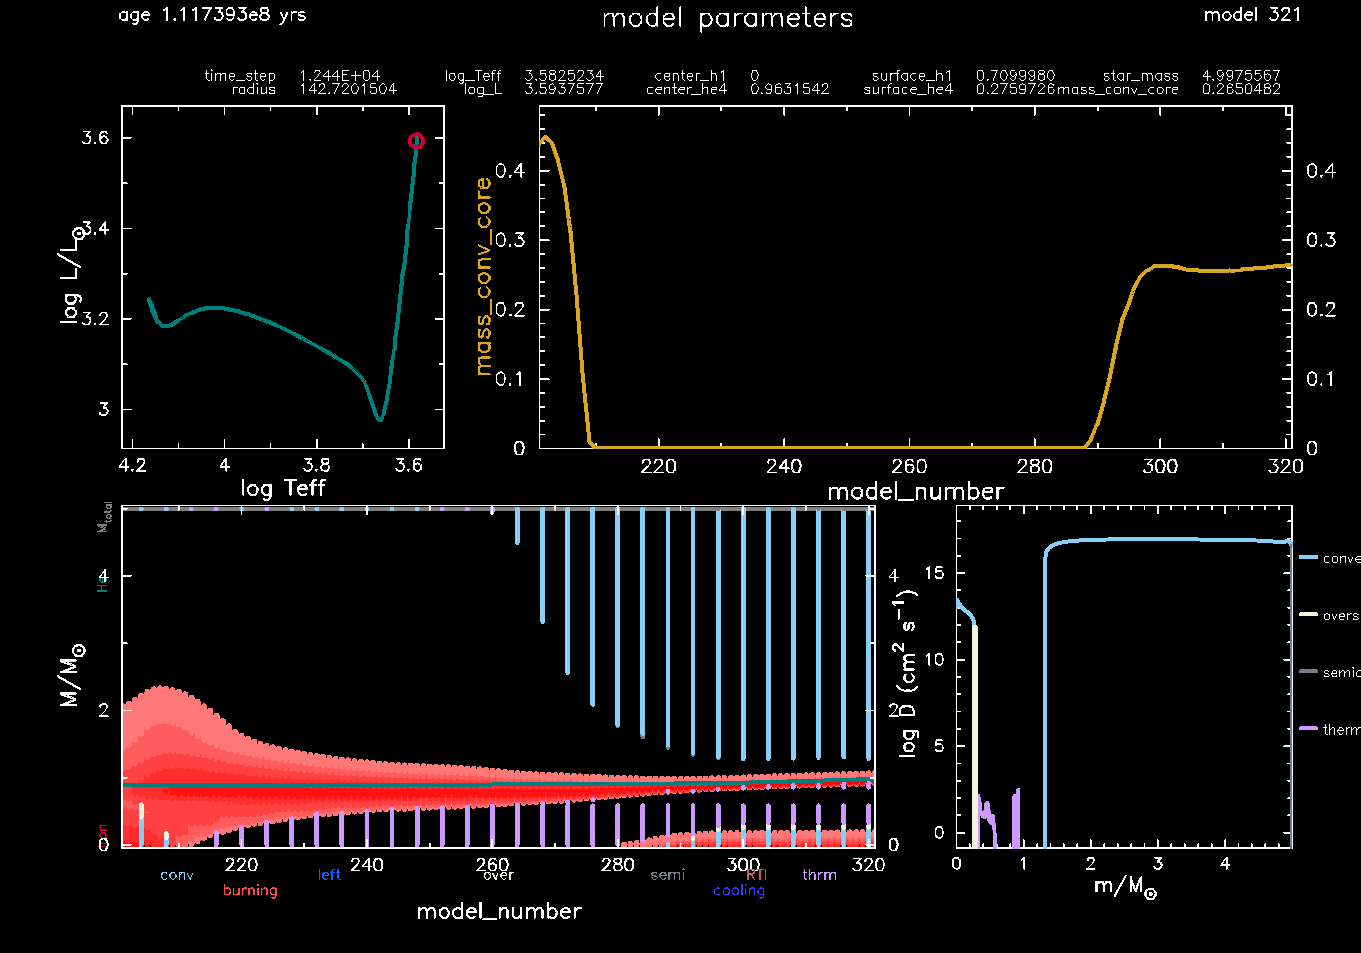 age 1.117393e8 yrs model parameters model 321
time_step 1.244E+04 log_Teff 3.5825234 center_h1 0 surface_h1 0.7099980 star_mass 4.9975567
radius 142.7201504 log_L 3.5937577 center_he4 0.9631542 surface_he4 0.2759726 mass_conv_core 0.2650482
log L/L☉
3.6
3.4
3.2
3
4.2 4 3.8 3.6
log Teff
mass_conv_core
0.4 0.4
0.3 0.3
0.2 0.2
0.1 0.1
0 0
220 240 260 280 300 320
model_number
M_total
He
M/M☉
4 4
2 2
0 0
220 240 260 280 300 320
conv left over semi RTI thrm
burning cooling
model_number
log D (cm² s⁻¹)
15
10
5
0
0 1 2 3 4
m/M☉
conve
overs
semic
therm